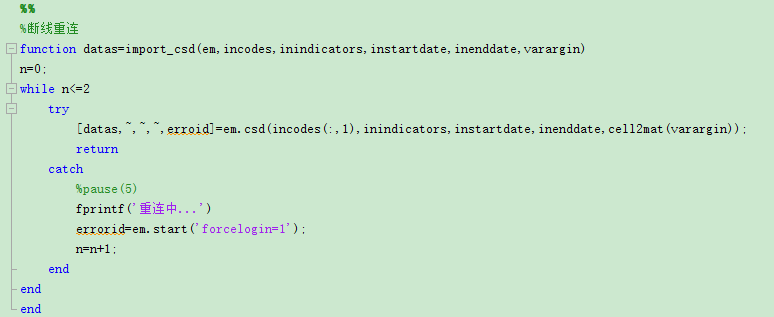 %%
%断线重连
function datas=import_csd(em,incodes,inindicators,instartdate,inenddate,varargin)
n=0;
while n<=2
try
[datas,~,~,~,erroid]=em.csd(incodes(:,1),inindicators,instartdate,inenddate,cell2mat(varargin));
return
catch
%pause(5)
fprintf('重连中...')
errorid=em.start('forcelogin=1');
n=n+1;
end
end
end